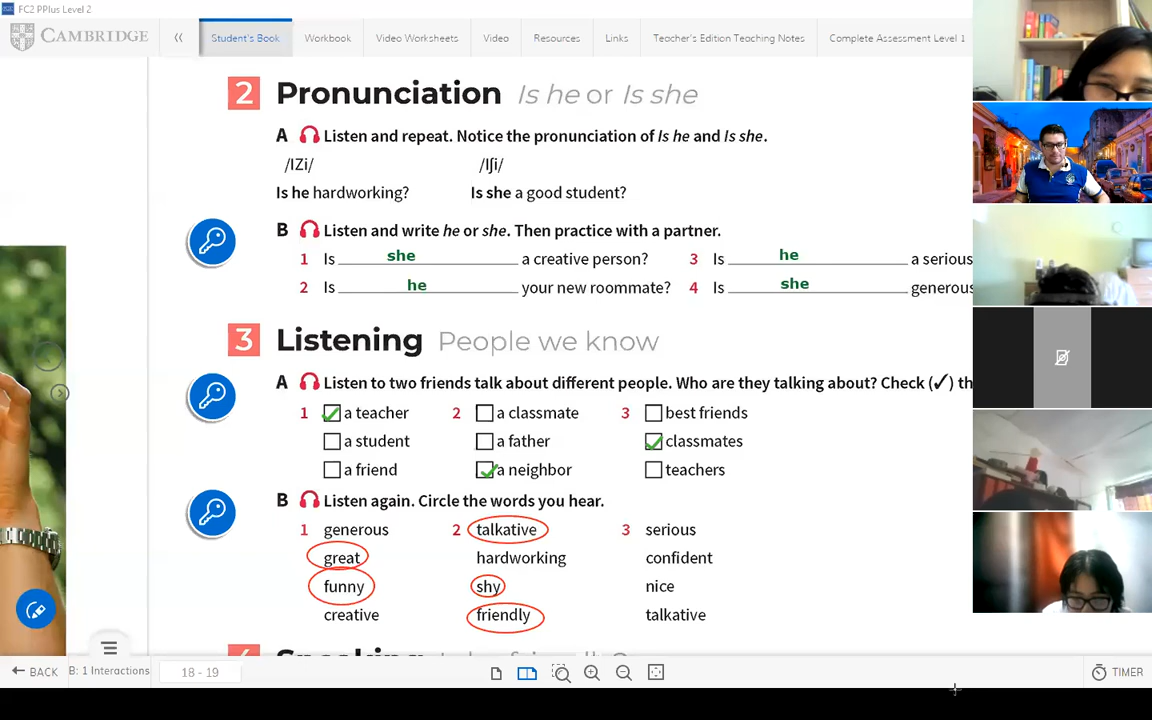 FC2 PPlus Level 2
CAMBRIDGE
Student's Book Workbook Video Worksheets Video Resources Links Teacher's Edition Teaching Notes Complete Assessment Level 1
2 Pronunciation Is he or Is she
A Listen and repeat. Notice the pronunciation of Is he and Is she.
/IZi/ /Iʃi/
Is he hardworking? Is she a good student?
B Listen and write he or she. Then practice with a partner.
1 Is she a creative person? 3 Is he a serious
2 Is he your new roommate? 4 Is she generous
3 Listening People we know
A Listen to two friends talk about different people. Who are they talking about? Check (✓) th
1 a teacher 2 a classmate 3 best friends
a student a father classmates
a friend a neighbor teachers
B Listen again. Circle the words you hear.
1 generous 2 talkative 3 serious
great hardworking confident
funny shy nice
creative friendly talkative
BACK B: 1 Interactions 18 - 19 TIMER